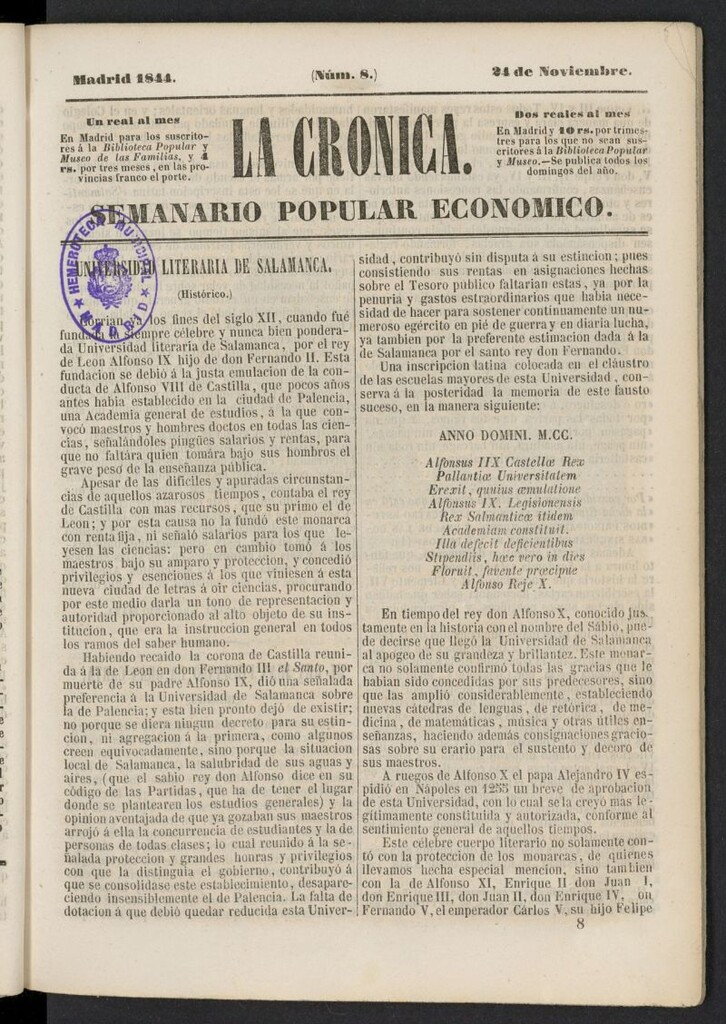 Madrid 1844.
(Núm. 8.)
24 de Noviembre.
Un real al mes
En Madrid para los suscrito-
res á la Biblioteca Popular y
Museo de las Familias, y 4
rs. por tres meses, en las pro-
vincias franco el porte.
LA CRONICA.
Dos reales al mes
En Madrid y 10 rs. por trimes-
tres para los que no sean sus-
critores á la Biblioteca Popular
y Museo.—Se publica todos los
domingos del año.
SEMANARIO POPULAR ECONOMICO.
HEMEROTECA MUNICIPAL
MADRID
UNIVERSIDAD LITERARIA DE SALAMANCA.
(Histórico.)
Corrian ya los fines del siglo XII, cuando fué
fundada la siempre célebre y nunca bien pondera-
da Universidad literaria de Salamanca, por el rey
de Leon Alfonso IX hijo de don Fernando II. Esta
fundacion se debió á la justa emulacion de la con-
ducta de Alfonso VIII de Castilla, que pocos años
antes habia establecido en la ciudad de Palencia,
una Academia general de estudios, á la que con-
vocó maestros y hombres doctos en todas las cien-
cias, señalándoles pingües salarios y rentas, para
que no faltára quien tomára bajo sus hombros el
grave peso de la enseñanza pública.
Apesar de las dificiles y apuradas circunstan-
cias de aquellos azarosos tiempos, contaba el rey
de Castilla con mas recursos, que su primo el de
Leon; y por esta causa no la fundó este monarca
con renta fija, ni señaló salarios para los que le-
yesen las ciencias: pero en cambio tomó á los
maestros bajo su amparo y proteccion, y concedió
privilegios y esenciones á los que viniesen á esta
nueva ciudad de letras á oir ciencias, procurando
por este medio darla un tono de representacion y
autoridad proporcionado al alto objeto de su ins-
titucion, que era la instruccion general en todos
los ramos del saber humano.
Habiendo recaido la corona de Castilla reuni-
da á la de Leon en don Fernando III el Santo, por
muerte de su padre Alfonso IX, dió una señalada
preferencia á la Universidad de Salamanca sobre
la de Palencia; y esta bien pronto dejó de existir;
no porque se diera ningun decreto para su estin-
cion, ni agregacion á la primera, como algunos
creen equivocadamente, sino porque la situacion
local de Salamanca, la salubridad de sus aguas y
aires, (que el sabio rey don Alfonso dice en su
código de las Partidas, que ha de tener el lugar
donde se plantearen los estudios generales) y la
opinion aventajada de que ya gozaban sus maestros
arrojó á ella la concurrencia de estudiantes y la de
personas de todas clases; lo cual reunido á la se-
ñalada proteccion y grandes honras y privilegios
con que la distinguia el gobierno, contribuyó á
que se consolidase este establecimiento, desapare-
ciendo insensiblemente el de Palencia. La falta de
dotacion á que debió quedar reducida esta Univer-
sidad, contribuyó sin disputa á su estincion; pues
consistiendo sus rentas en asignaciones hechas
sobre el Tesoro público faltarian estas, ya por la
penuria y gastos estraordinarios que habia nece-
sidad de hacer para sostener continuamente un nu-
meroso egército en pié de guerra y en diaria lucha,
ya tambien por la preferente estimacion dada á la
de Salamanca por el santo rey don Fernando.
Una inscripcion latina colocada en el cláustro
de las escuelas mayores de esta Universidad, con-
serva á la posteridad la memoria de este fausto
suceso, en la manera siguiente:
ANNO DOMINI. M.CC.
Alfonsus IIX Castellæ Rex
Pallantiæ Universitatem
Erexit, quuius æmulatione
Alfonsus IX. Legisionensis
Rex Salmanticæ itidem
Academiam constituit.
Illa defecit deficientibus
Stipendiis, hæc vero in dies
Floruit, favente præcipue
Alfonso Reje X.
En tiempo del rey don Alfonso X, conocido jus-
tamente en la historia con el nombre del Sábio, pue-
de decirse que llegó la Universidad de Salamanca
al apogeo de su grandeza y brillantez. Este monar-
ca no solamente confirmó todas las gracias que le
habian sido concedidas por sus predecesores, sino
que las amplió considerablemente, estableciendo
nuevas cátedras de lenguas, de retórica, de me-
dicina, de matemáticas, música y otras útiles en-
señanzas, haciendo además consignaciones gracio-
sas sobre su erario para el sustento y decoro de
sus maestros.
A ruegos de Alfonso X el papa Alejandro IV es-
pidió en Nápoles en 1255 un breve de aprobacion
de esta Universidad, con lo cual se la creyó mas le-
gítimamente constituida y autorizada, conforme al
sentimiento general de aquellos tiempos.
Este célebre cuerpo literario no solamente con-
tó con la proteccion de los monarcas, de quienes
llevamos hecha especial mencion, sino tambien
con la de Alfonso XI, Enrique II don Juan I,
don Enrique III, don Juan II, don Enrique IV, on
Fernando V, el emperador Cárlos V, su hijo Felipe
8